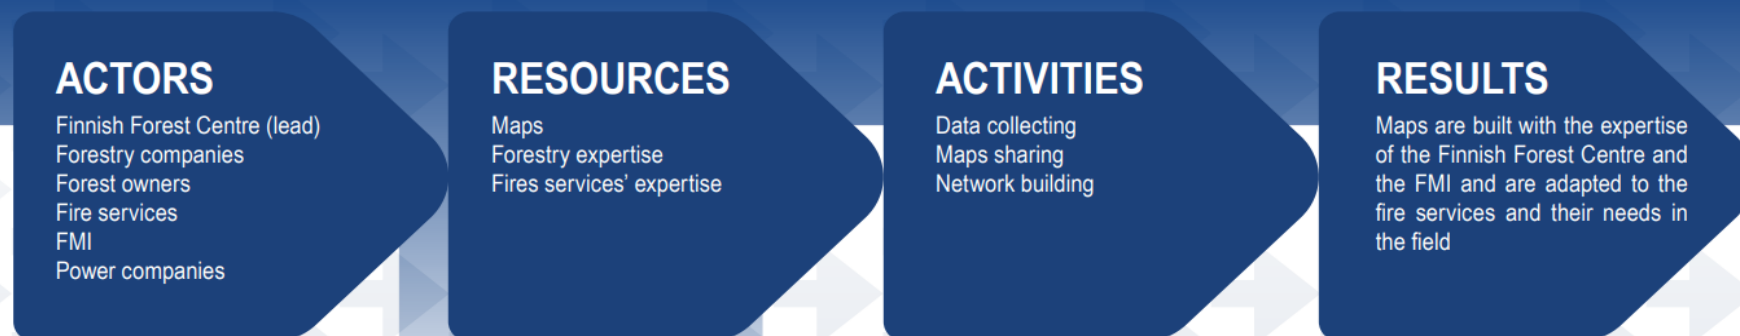 ACTORS
Finnish Forest Centre (lead)
Forestry companies
Forest owners
Fire services
FMI
Power companies
RESOURCES
Maps
Forestry expertise
Fires services’ expertise
ACTIVITIES
Data collecting
Maps sharing
Network building
RESULTS
Maps are built with the expertise
of the Finnish Forest Centre and
the FMI and are adapted to the
fire services and their needs in
the field